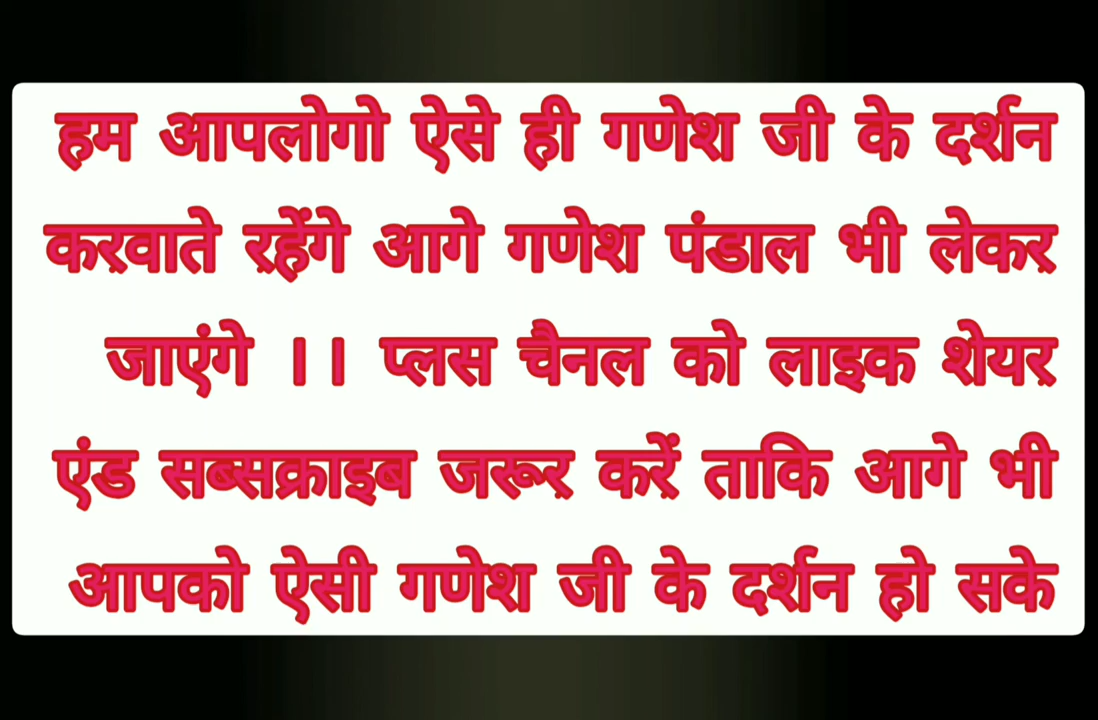 हम आपलोगो ऐसे ही गणेश जी के दर्शन
करवाते रहेंगे आगे गणेश पंडाल भी लेकर
जाएंगे ।। प्लस चैनल को लाइक शेयर
एंड सब्सक्राइब जरूर करें ताकि आगे भी
आपको ऐसी गणेश जी के दर्शन हो सके